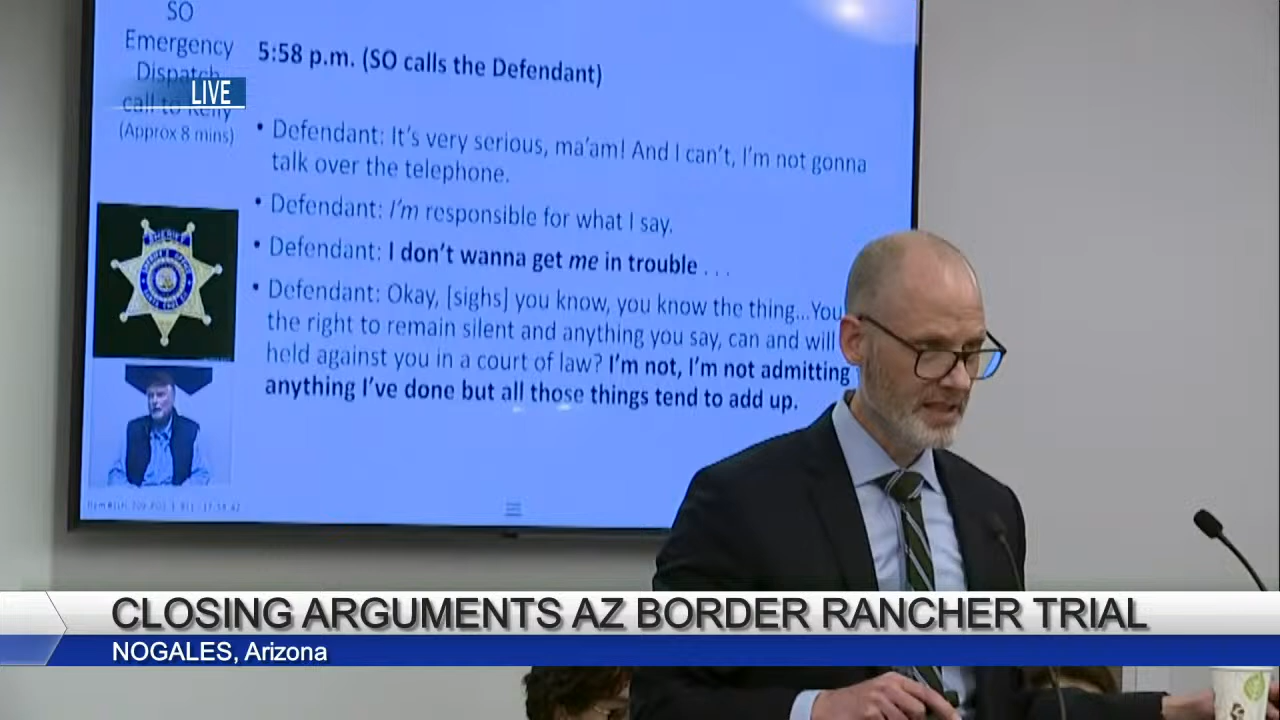 SO
Emergency
Dispatch
LIVE
call to Kelly
(Approx 8 mins)
5:58 p.m. (SO calls the Defendant)
• Defendant: It's very serious, ma'am! And I can't, I'm not gonna
talk over the telephone.
• Defendant: I'm responsible for what I say.
• Defendant: I don't wanna get me in trouble . . .
• Defendant: Okay, [sighs] you know, you know the thing...You
the right to remain silent and anything you say, can and will
held against you in a court of law? I'm not, I'm not admitting
anything I've done but all those things tend to add up.
SHERIFF
CLOSING ARGUMENTS AZ BORDER RANCHER TRIAL
NOGALES, Arizona